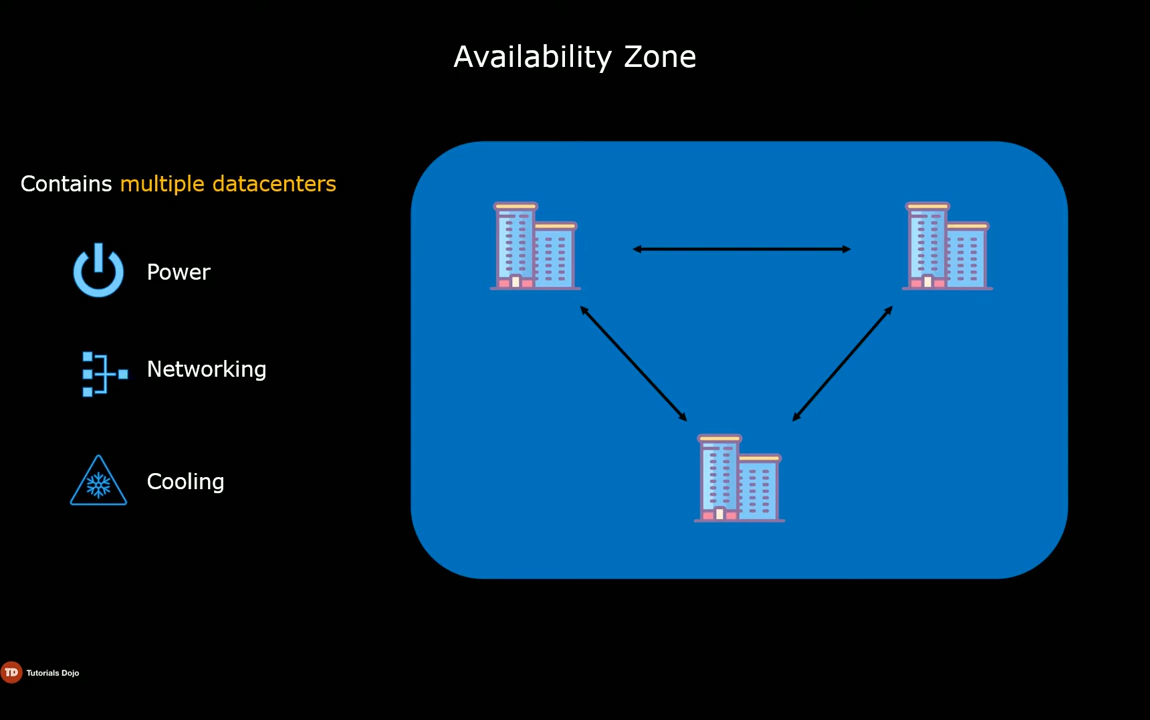 Availability Zone
Contains multiple datacenters
Power
Networking
Cooling
TD Tutorials Dojo